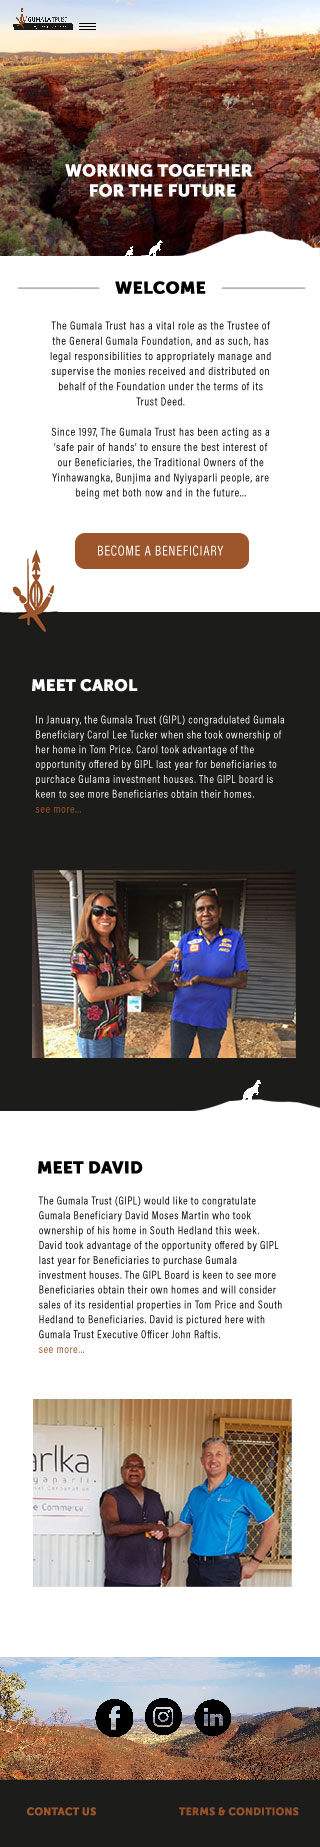 GUMALA TRUST
WORKING TOGETHER
FOR THE FUTURE
WELCOME
The Gumala Trust has a vital role as the Trustee of
the General Gumala Foundation, and as such, has
legal responsibilities to appropriately manage and
supervise the monies received and distributed on
behalf of the Foundation under the terms of its
Trust Deed.
Since 1997, The Gumala Trust has been acting as a
'safe pair of hands' to ensure the best interest of
our Beneficiaries, the Traditional Owners of the
Yinhawangka, Bunjima and Nyiyaparli people, are
being met both now and in the future...
BECOME A BENEFICIARY
MEET CAROL
In January, the Gumala Trust (GIPL) congradulated Gumala
Beneficiary Carol Lee Tucker when she took ownership of
her home in Tom Price. Carol took advantage of the
opportunity offered by GIPL last year for beneficiaries to
purchace Gulama investment houses. The GIPL board is
keen to see more Beneficiaries obtain their homes.
see more...
MEET DAVID
The Gumala Trust (GIPL) would like to congratulate
Gumala Beneficiary David Moses Martin who took
ownership of his home in South Hedland this week.
David took advantage of the opportunity offered by GIPL
last year for Beneficiaries to purchase Gumala
investment houses. The GIPL Board is keen to see more
Beneficiaries obtain their own homes and will consider
sales of its residential properties in Tom Price and South
Hedland to Beneficiaries. David is pictured here with
Gumala Trust Executive Officer John Raftis.
see more...
arlka
yaparli
Corporation
e Commerce
f
in
CONTACT US
TERMS & CONDITIONS